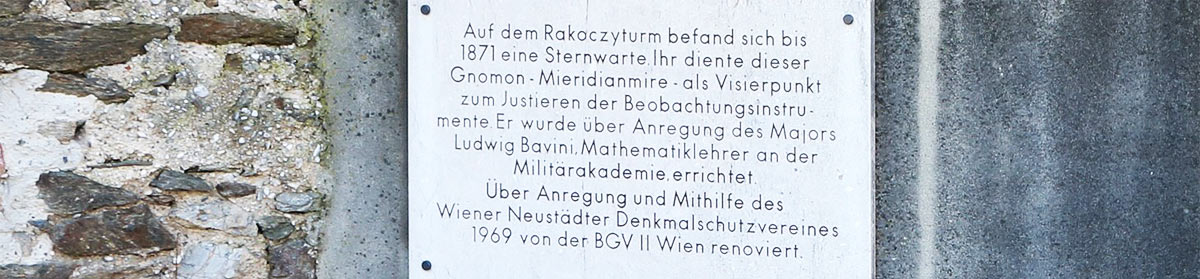 Auf dem Rakoczyturm befand sich bis
1871 eine Sternwarte. Ihr diente dieser
Gnomon - Mieridianmire - als Visierpunkt
zum Justieren der Beobachtungsinstru-
mente. Er wurde über Anregung des Majors
Ludwig Bavini, Mathematiklehrer an der
Militärakademie, errichtet.
Über Anregung und Mithilfe des
Wiener Neustädter Denkmalschutzvereines
1969 von der BGV II Wien renoviert.